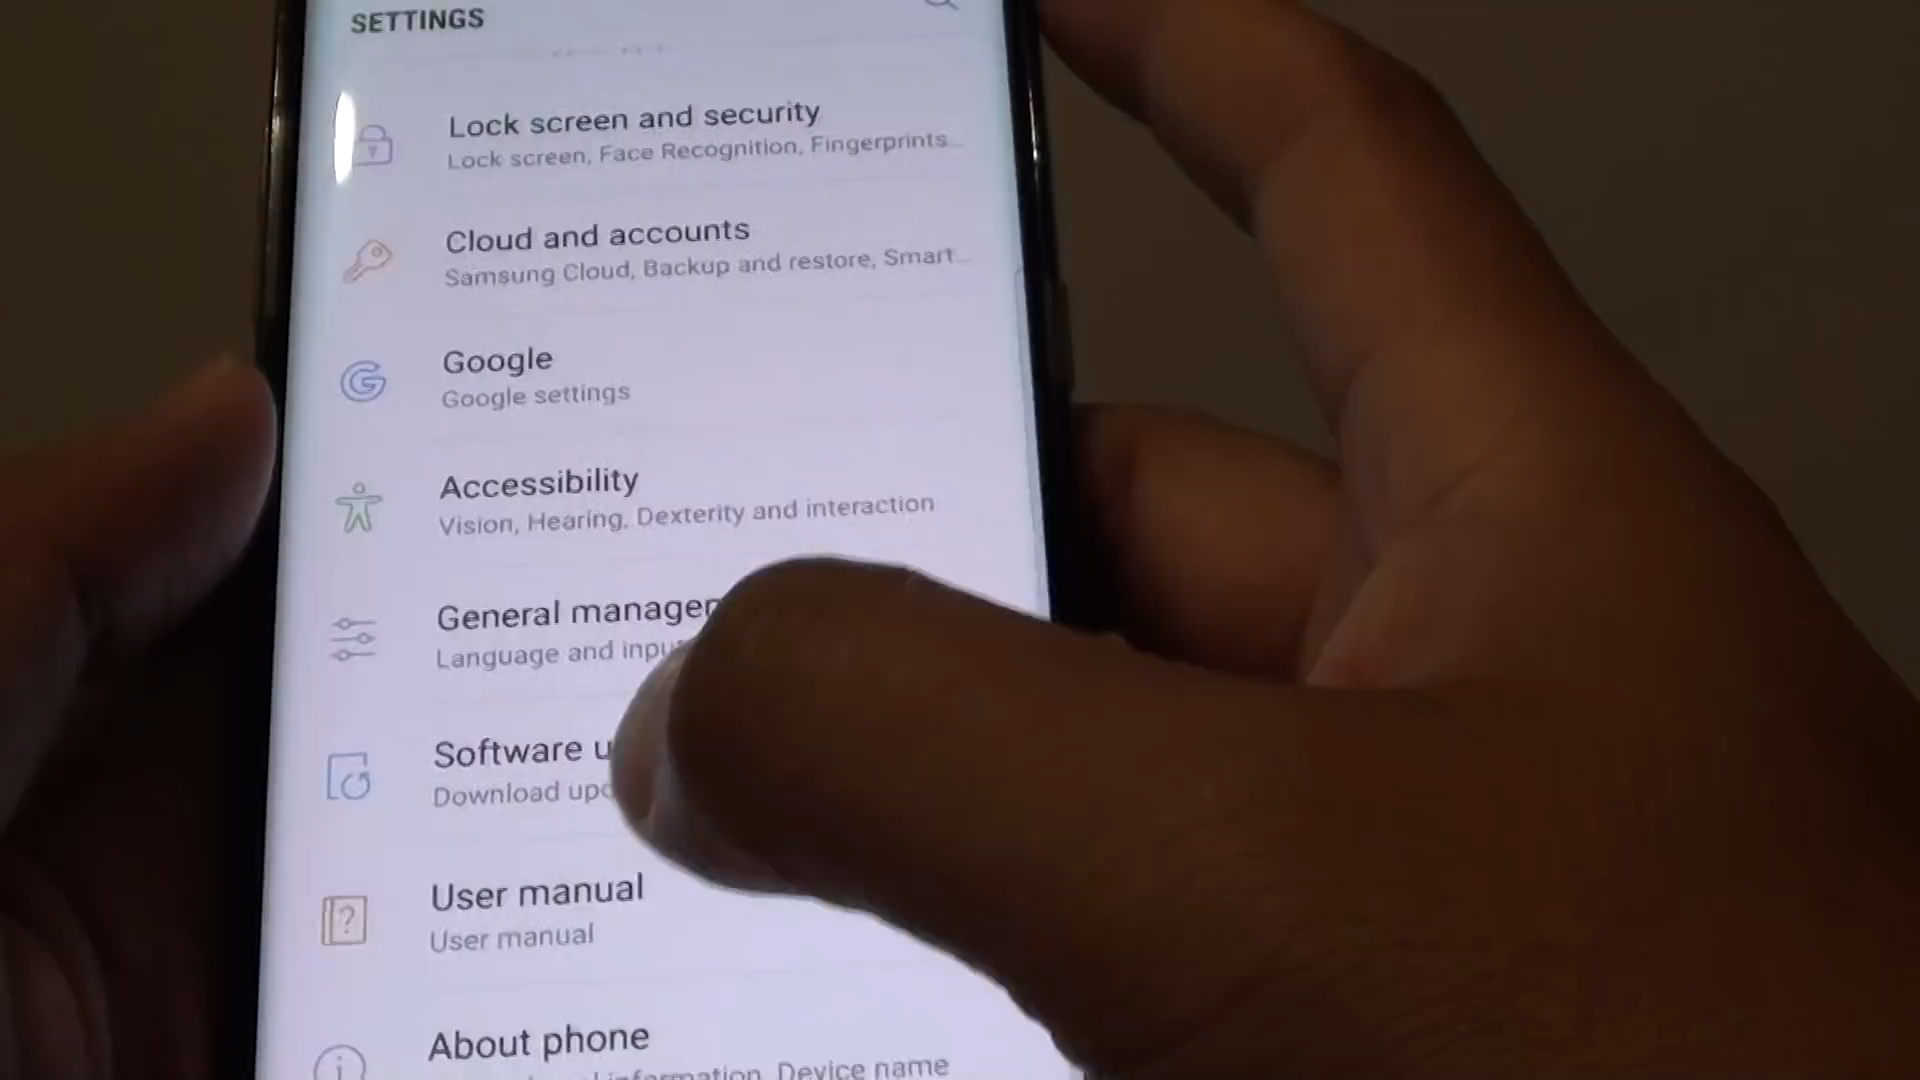 SETTINGS
Lock screen and security
Lock screen, Face Recognition, Fingerprints...
Cloud and accounts
Samsung Cloud, Backup and restore, Smart...
Google
Google settings
Accessibility
Vision, Hearing, Dexterity and interaction
General
Language and
Software
Download
User manual
User manual
About phone
Device name